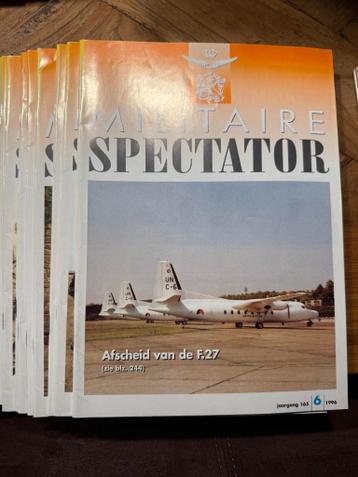 MILITAIRE
SPECTATOR
UN
C-6
Afscheid van de F.27
(zie blz. 244)
jaargang 165 6 1996
M
S
S
S